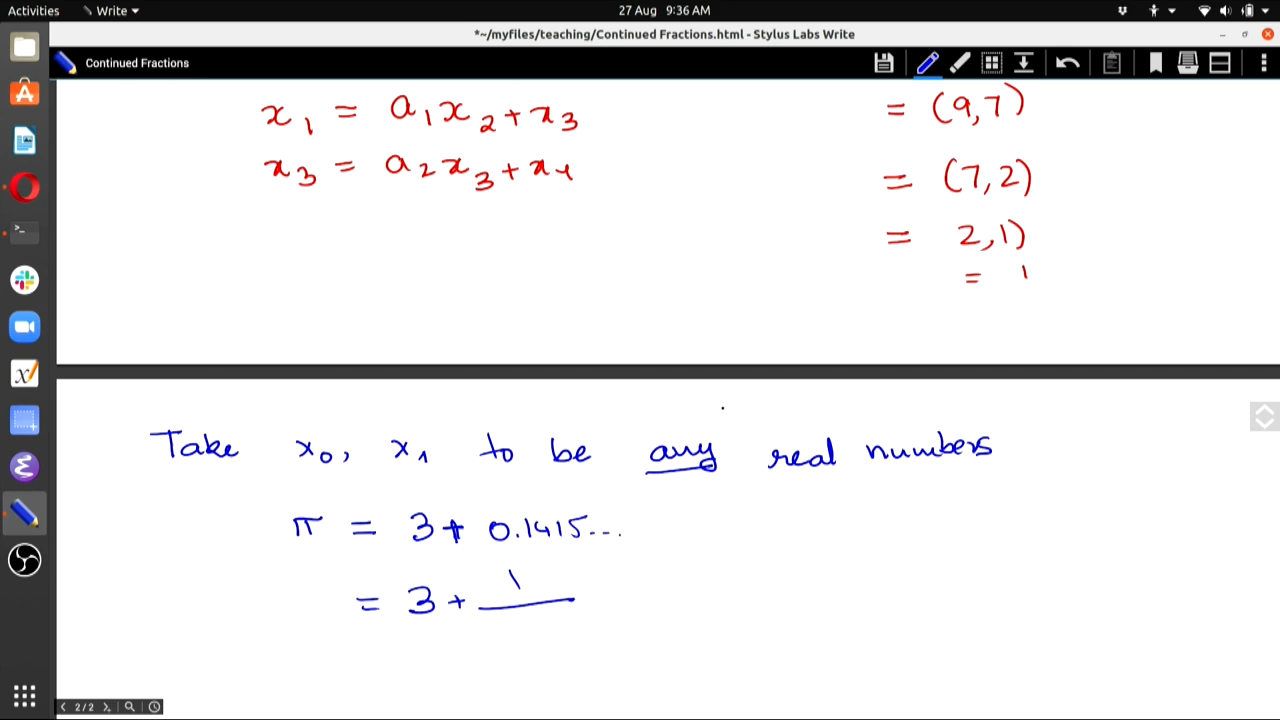 Activities Write 27 Aug 9:36 AM
*~/myfiles/teaching/Continued Fractions.html - Stylus Labs Write
Continued Fractions
x₁ = a₁x₂ + x₃
x₃ = a₂x₃ + x₄
= (9,7)
= (7,2)
= 2,1)
= 1
Take x₀, x₁ to be any real numbers
π = 3 + 0.1415...
= 3 + 1/
2/2